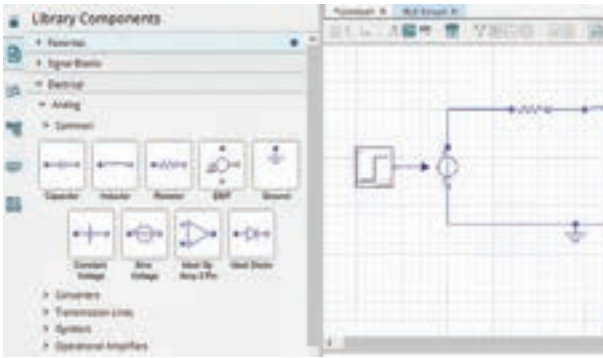 Library Components
Favorites
Signal Blocks
Electrical
Analog
Common
Capacitor Inductor Resistor EMF Ground
Constant Voltage
Sine Voltage
Ideal Op Amp 3 Pin
Ideal Diode
Converters
Transmission Lines
Operational Amplifiers